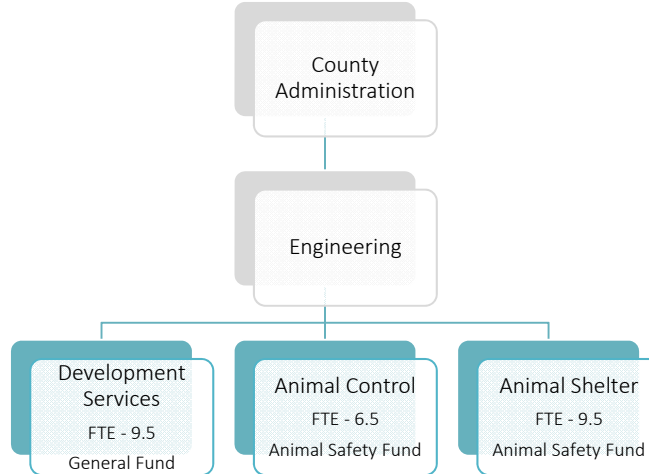 County
Administration
Engineering
Development
Services
FTE - 9.5
General Fund
Animal Control
FTE - 6.5
Animal Safety Fund
Animal Shelter
FTE - 9.5
Animal Safety Fund